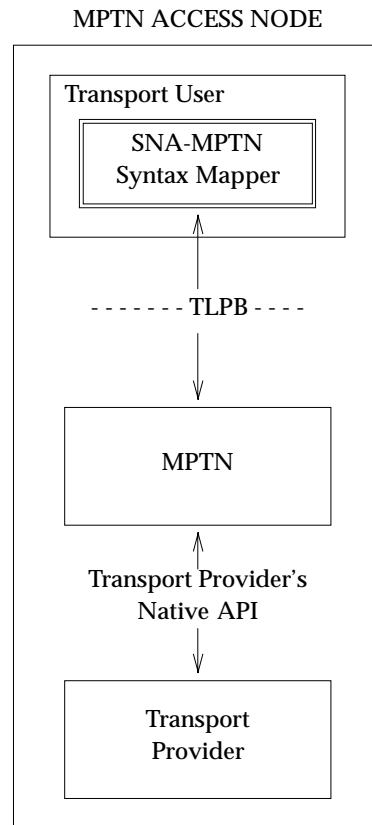 MPTN ACCESS NODE
Transport User
SNA-MPTN
Syntax Mapper
TLPB
MPTN
Transport Provider's
Native API
Transport
Provider